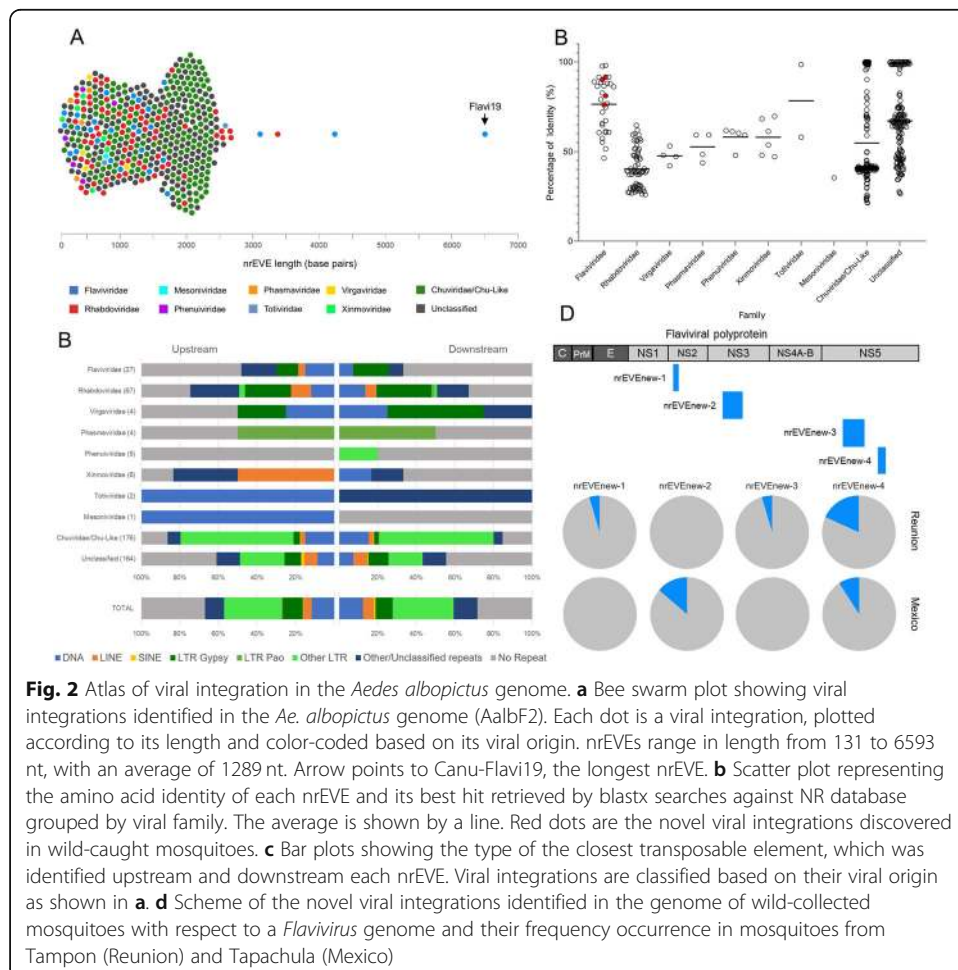 A
Flavi19
0
1000
2000
3000
4000
5000
6000
7000
nrEVE length (base pairs)
Flaviviridae
Mesoniviridae
Phasmaviridae
Virgaviridae
Chuviridae/Chu-Like
Rhabdoviridae
Phenuiviridae
Totiviridae
Xinmoviridae
Unclassified
B
100
50
0
Percentage of Identity (%)
Flaviviridae
Rhabdoviridae
Virgaviridae
Phasmaviridae
Phenuiviridae
Xinmoviridae
Totiviridae
Mesoniviridae
Chuviridae/Chu-Like
Unclassified
Family
B
Upstream
Downstream
Flaviviridae (37)
Rhabdoviridae (67)
Virgaviridae (4)
Phasmaviridae (4)
Phenuiviridae (5)
Xinmoviridae (6)
Totiviridae (2)
Mesoniviridae (1)
Chuviridae/Chu-Like (176)
Unclassified (164)
TOTAL
100% 80% 60% 40% 20% 20% 40% 60% 80% 100%
DNA LINE SINE LTR Gypsy LTR Pao Other LTR Other/Unclassified repeats No Repeat
D
Flaviviral polyprotein
C PrM E NS1 NS2 NS3 NS4A-B NS5
nrEVEnew-1
nrEVEnew-2
nrEVEnew-3
nrEVEnew-4
nrEVEnew-1 nrEVEnew-2 nrEVEnew-3 nrEVEnew-4
Reunion
Mexico
Fig. 2 Atlas of viral integration in the Aedes albopictus genome. a Bee swarm plot showing viral
integrations identified in the Ae. albopictus genome (AalbF2). Each dot is a viral integration, plotted
according to its length and color-coded based on its viral origin. nrEVEs range in length from 131 to 6593
nt, with an average of 1289 nt. Arrow points to Canu-Flavi19, the longest nrEVE. b Scatter plot representing
the amino acid identity of each nrEVE and its best hit retrieved by blastx searches against NR database
grouped by viral family. The average is shown by a line. Red dots are the novel viral integrations discovered
in wild-caught mosquitoes. c Bar plots showing the type of the closest transposable element, which was
identified upstream and downstream each nrEVE. Viral integrations are classified based on their viral origin
as shown in a. d Scheme of the novel viral integrations identified in the genome of wild-collected
mosquitoes with respect to a Flavivirus genome and their frequency occurrence in mosquitoes from
Tampon (Reunion) and Tapachula (Mexico)